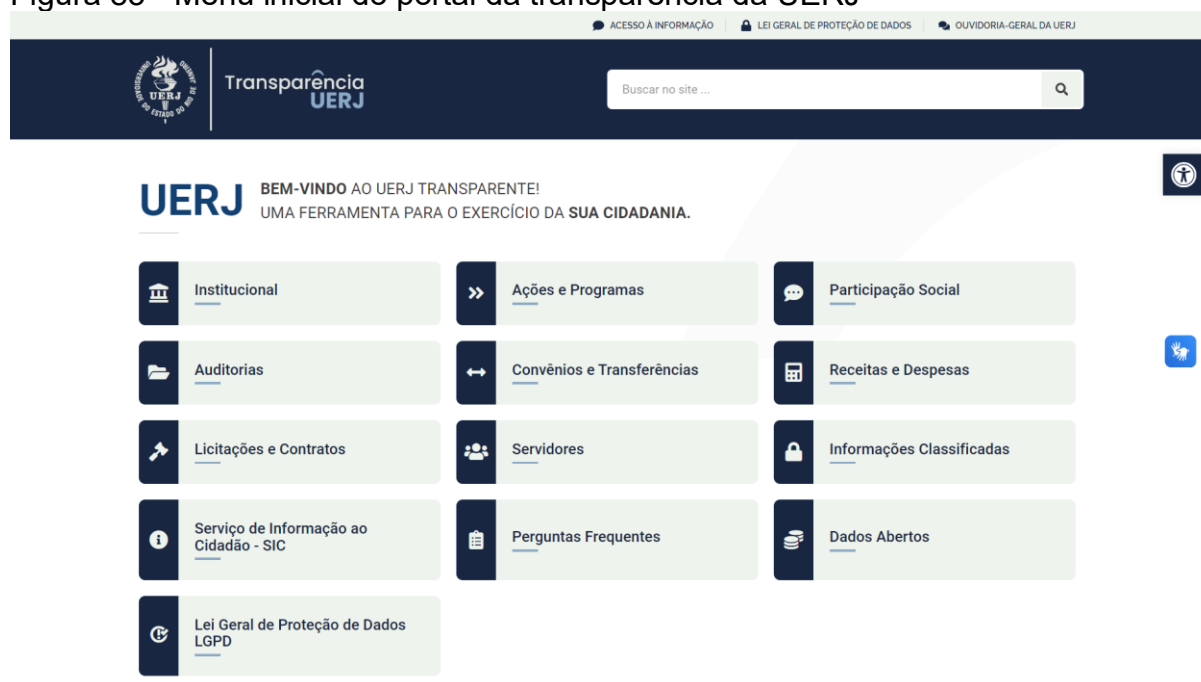 Figura 38 - Menu inicial do portal da transparência da UERJ
ACESSO À INFORMAÇÃO
LEI GERAL DE PROTEÇÃO DE DADOS
OUVIDORIA-GERAL DA UERJ
UERJ
Transparência
UERJ
Buscar no site ...
UERJ
BEM-VINDO AO UERJ TRANSPARENTE!
UMA FERRAMENTA PARA O EXERCÍCIO DA SUA CIDADANIA.
Institucional
Ações e Programas
Participação Social
Auditorias
Convênios e Transferências
Receitas e Despesas
Licitações e Contratos
Servidores
Informações Classificadas
Serviço de Informação ao
Cidadão - SIC
Perguntas Frequentes
Dados Abertos
Lei Geral de Proteção de Dados
LGPD